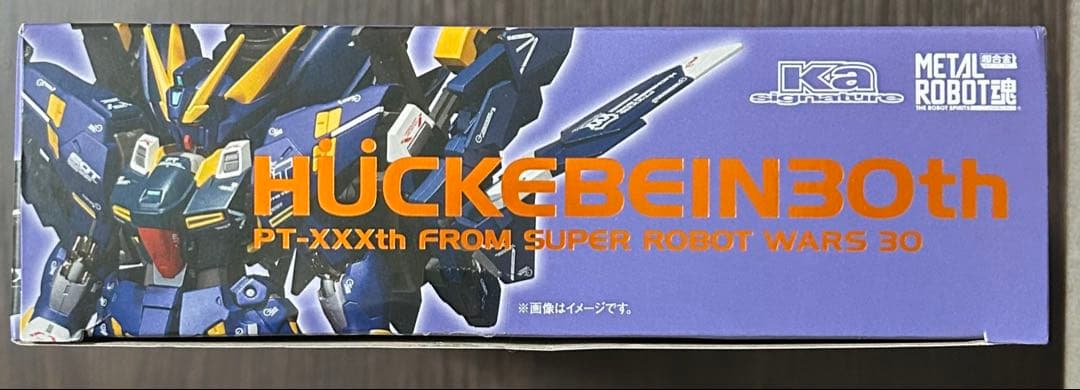 Ka
signature
超合金
METAL
ROBOT魂
THE ROBOT SPIRITS
HÜCKEBEIN30th
PT-XXXth FROM SUPER ROBOT WARS 30
※画像はイメージです。